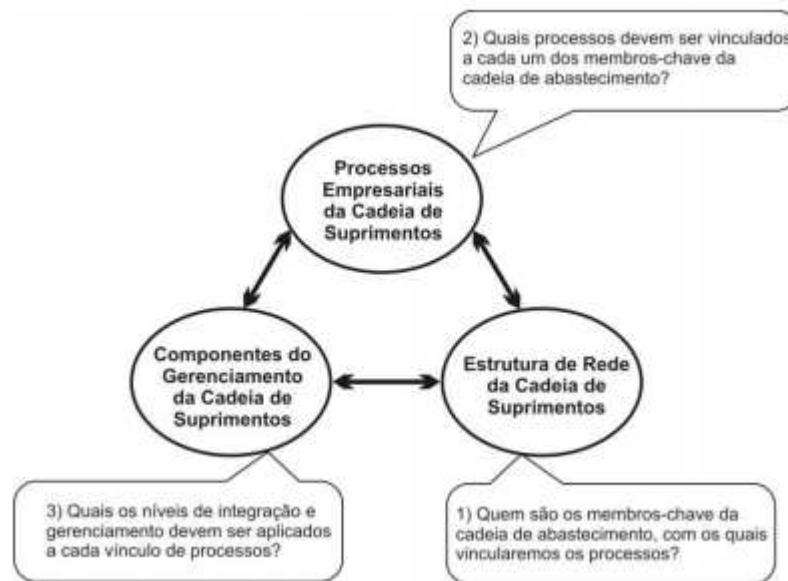 2) Quais processos devem ser vinculados
a cada um dos membros-chave da
cadeia de abastecimento?
Processos
Empresariais
da Cadeia de
Suprimentos
Componentes do
Gerenciamento
da Cadeia de
Suprimentos
Estrutura de Rede
da Cadeia de
Suprimentos
3) Quais os níveis de integração e
gerenciamento devem ser aplicados
a cada vínculo de processos?
1) Quem são os membros-chave da
cadeia de abastecimento, com os quais
vincularemos os processos?